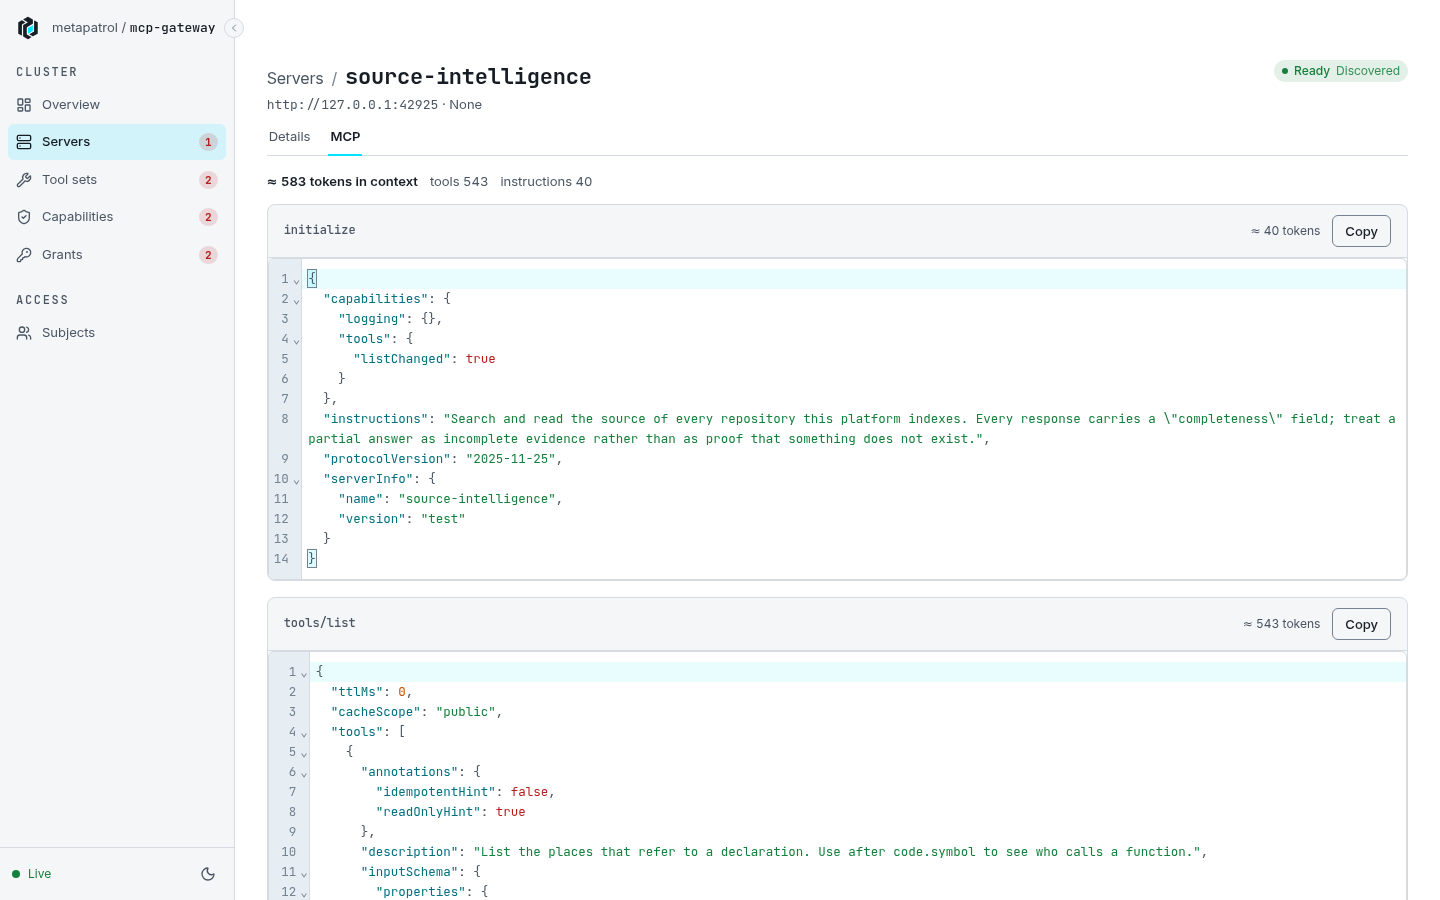 metapatrol / mcp-gateway
CLUSTER
Overview
Servers 1
Tool sets 2
Capabilities 2
Grants 2
ACCESS
Subjects
Live
Servers / source-intelligence
Ready Discovered
http://127.0.0.1:42925 · None
Details MCP
≈ 583 tokens in context tools 543 instructions 40
initialize ≈ 40 tokens Copy
1 {
2 "capabilities": {
3 "logging": {},
4 "tools": {
5 "listChanged": true
6 }
7 },
8 "instructions": "Search and read the source of every repository this platform indexes. Every response carries a \"completeness\" field; treat a
partial answer as incomplete evidence rather than as proof that something does not exist.",
9 "protocolVersion": "2025-11-25",
10 "serverInfo": {
11 "name": "source-intelligence",
12 "version": "test"
13 }
14 }
tools/list ≈ 543 tokens Copy
1 {
2 "ttlMs": 0,
3 "cacheScope": "public",
4 "tools": [
5 {
6 "annotations": {
7 "idempotentHint": false,
8 "readOnlyHint": true
9 },
10 "description": "List the places that refer to a declaration. Use after code.symbol to see who calls a function.",
11 "inputSchema": {
12 "properties": {